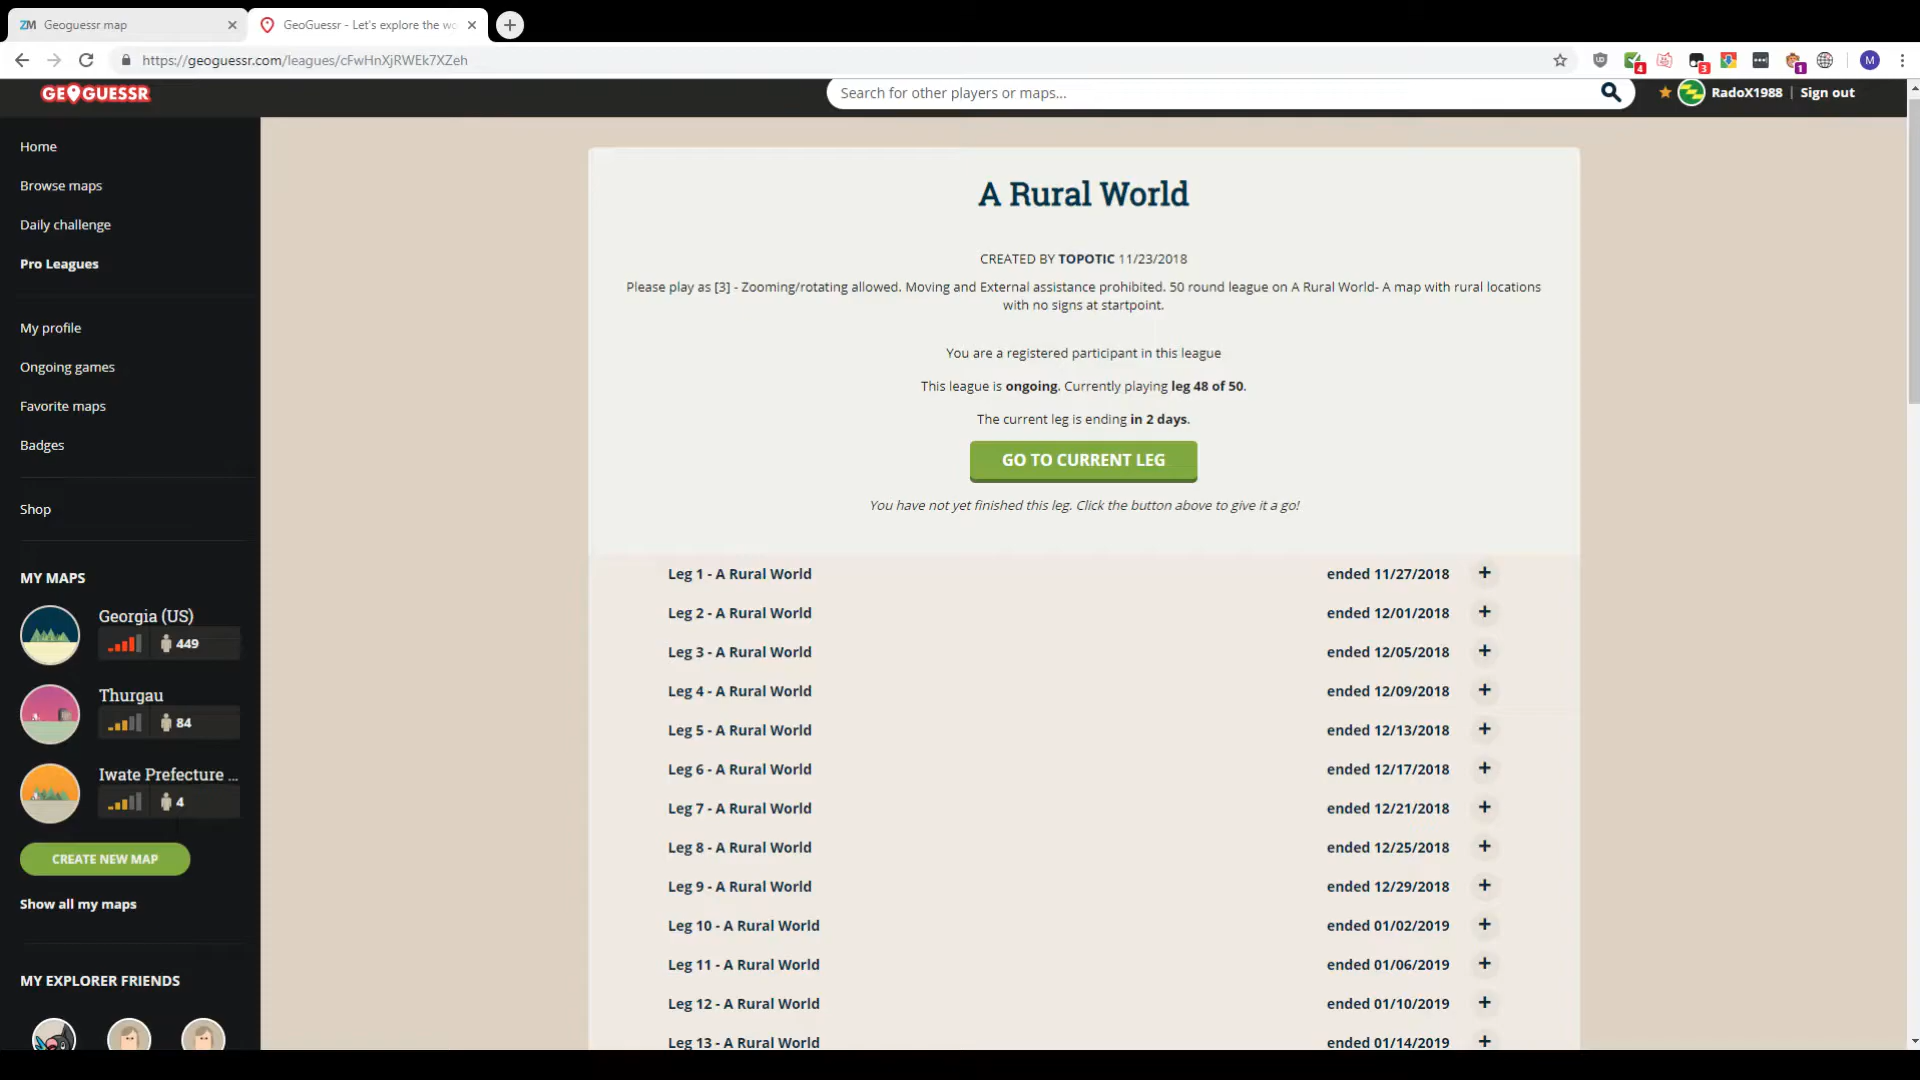 ZM Geoguessr map
GeoGuessr - Let's explore the wo
https://geoguessr.com/leagues/cFwHnXjRWEk7XZeh
4
3
1
M
GEOGUESSR
Search for other players or maps...
RadoX1988 | Sign out
Home
Browse maps
Daily challenge
Pro Leagues
My profile
Ongoing games
Favorite maps
Badges
Shop
MY MAPS
Georgia (US)
449
Thurgau
84
Iwate Prefecture ...
4
CREATE NEW MAP
Show all my maps
MY EXPLORER FRIENDS
A Rural World
CREATED BY TOPOTIC 11/23/2018
Please play as [3] - Zooming/rotating allowed. Moving and External assistance prohibited. 50 round league on A Rural World- A map with rural locations
with no signs at startpoint.
You are a registered participant in this league
This league is ongoing. Currently playing leg 48 of 50.
The current leg is ending in 2 days.
GO TO CURRENT LEG
You have not yet finished this leg. Click the button above to give it a go!
Leg 1 - A Rural World ended 11/27/2018 +
Leg 2 - A Rural World ended 12/01/2018 +
Leg 3 - A Rural World ended 12/05/2018 +
Leg 4 - A Rural World ended 12/09/2018 +
Leg 5 - A Rural World ended 12/13/2018 +
Leg 6 - A Rural World ended 12/17/2018 +
Leg 7 - A Rural World ended 12/21/2018 +
Leg 8 - A Rural World ended 12/25/2018 +
Leg 9 - A Rural World ended 12/29/2018 +
Leg 10 - A Rural World ended 01/02/2019 +
Leg 11 - A Rural World ended 01/06/2019 +
Leg 12 - A Rural World ended 01/10/2019 +
Leg 13 - A Rural World ended 01/14/2019 +